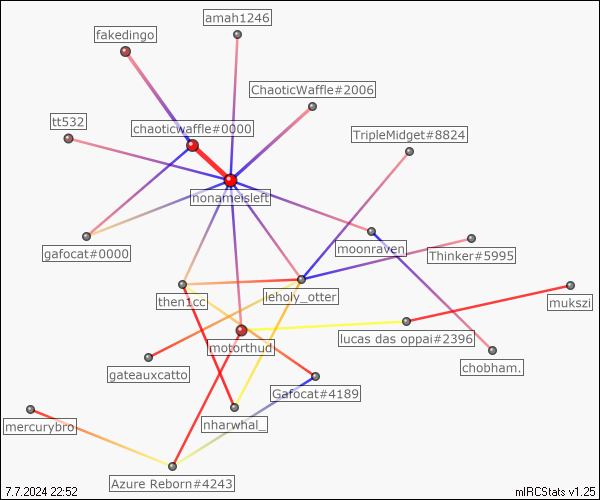 amah1246
fakedingo
ChaoticWaffle#2006
tt532
chaoticwaffle#0000
TripleMidget#8824
nonameisleft
gafocat#0000
moonraven
Thinker#5995
then1cc
leholy_otter
mukszi
lucas das oppai#2396
motorthud
chobham.
gateauxcatto
Gafocat#4189
mercurybro
nharwhal_
Azure Reborn#4243
7.7.2024 22:52
mIRCStats v1.25